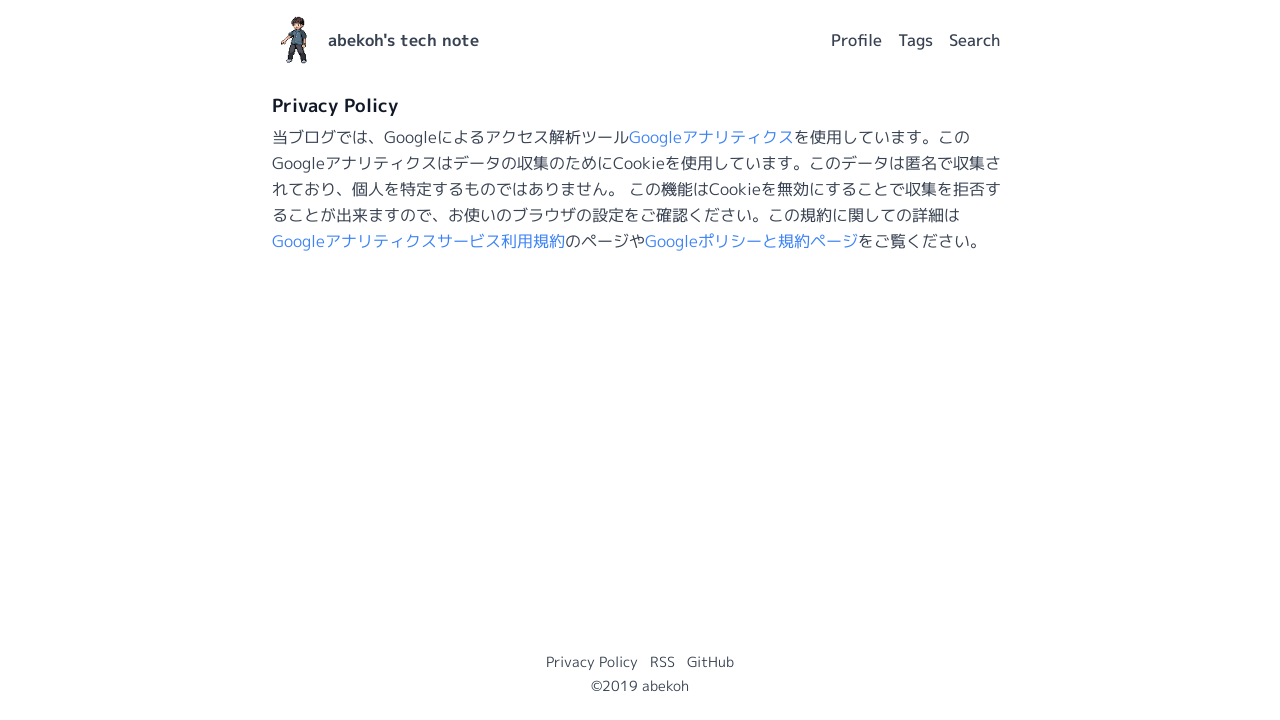 abekoh's tech note
Profile Tags Search
Privacy Policy
当ブログでは、Googleによるアクセス解析ツールGoogleアナリティクスを使用しています。この
Googleアナリティクスはデータの収集のためにCookieを使用しています。このデータは匿名で収集さ
れており、個人を特定するものではありません。 この機能はCookieを無効にすることで収集を拒否す
ることが出来ますので、お使いのブラウザの設定をご確認ください。この規約に関しての詳細は
Googleアナリティクスサービス利用規約のページやGoogleポリシーと規約ページをご覧ください。
Privacy Policy RSS GitHub
©2019 abekoh